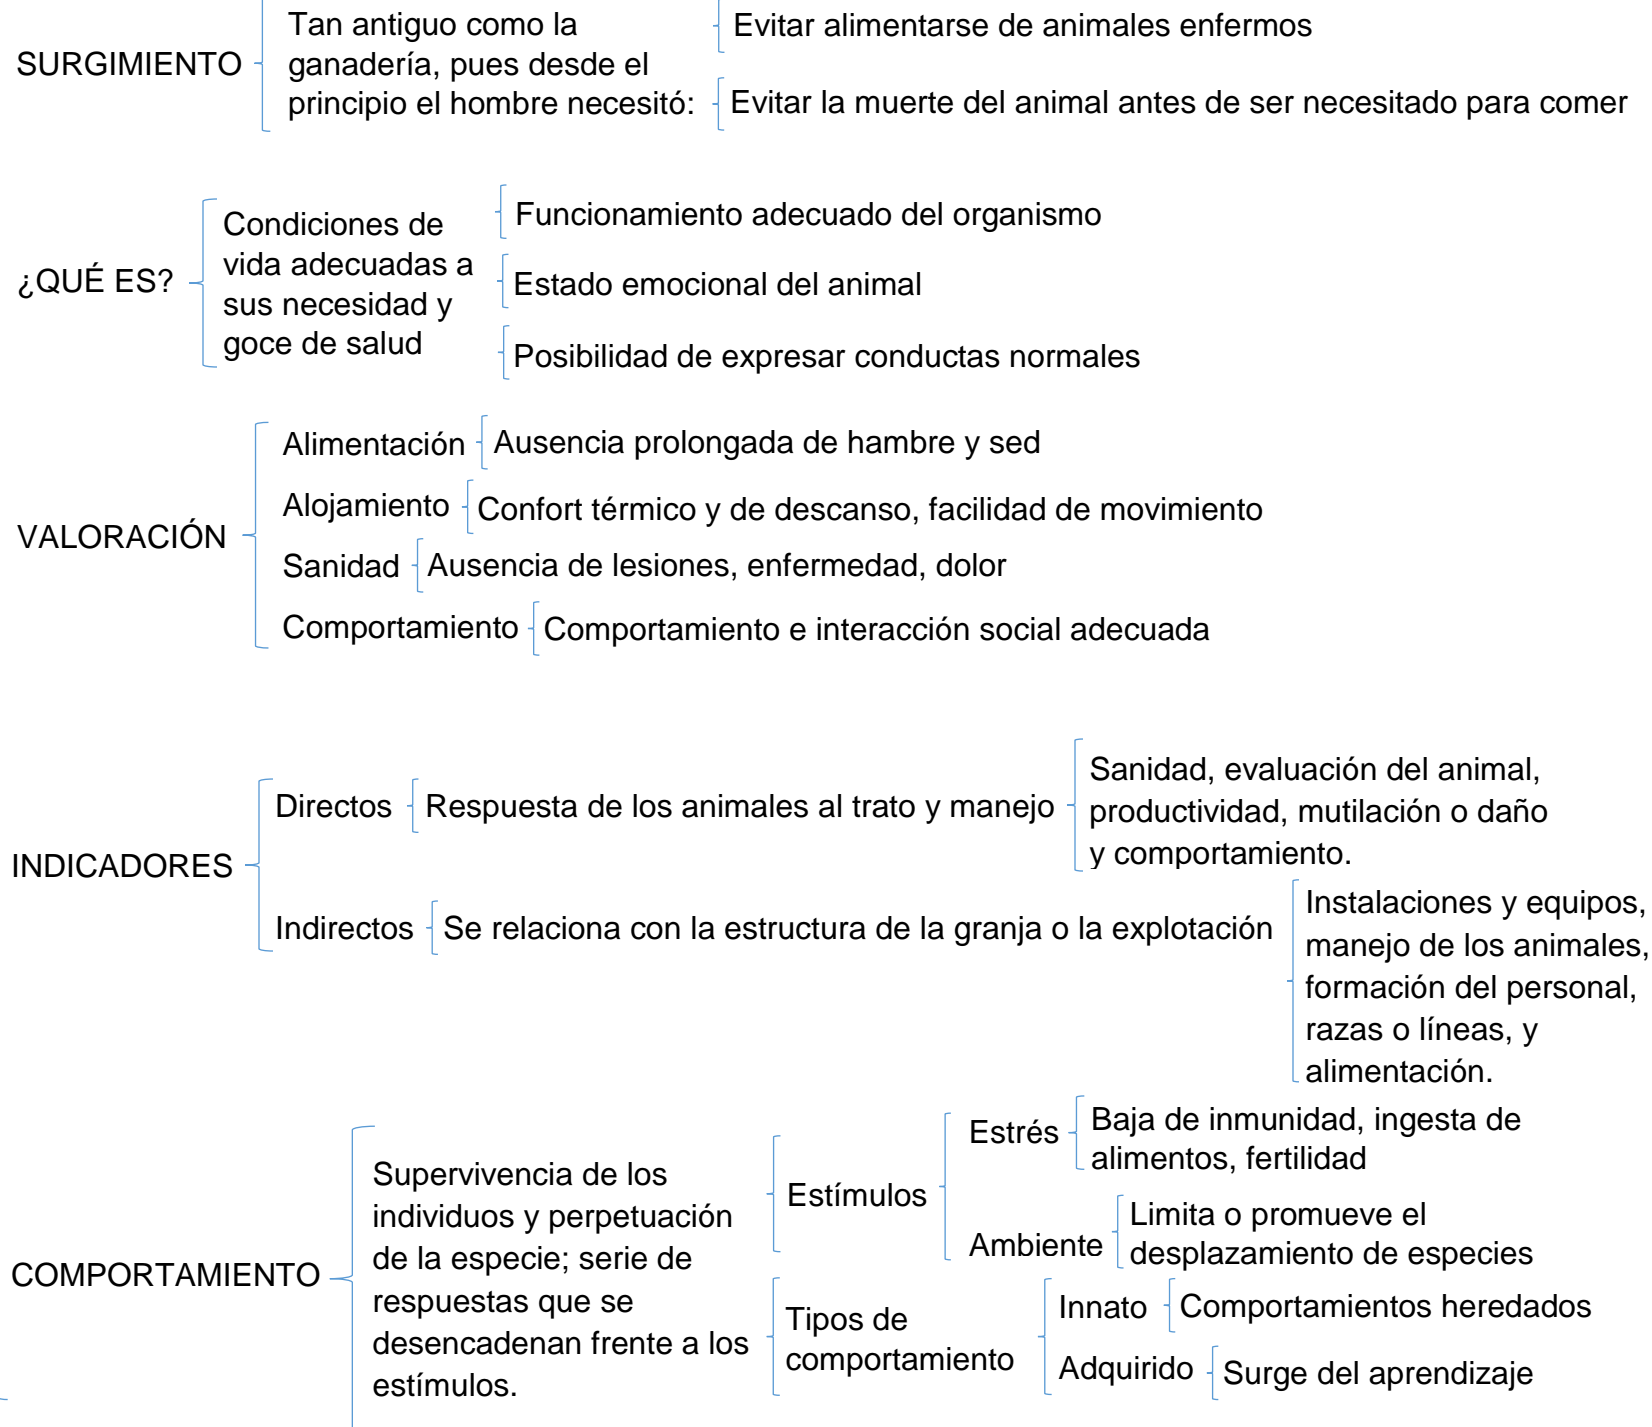 SURGIMIENTO
Tan antiguo como la
ganadería, pues desde el
principio el hombre necesitó:
Evitar alimentarse de animales enfermos
Evitar la muerte del animal antes de ser necesitado para comer
¿QUÉ ES?
Condiciones de
vida adecuadas a
sus necesidad y
goce de salud
Funcionamiento adecuado del organismo
Estado emocional del animal
Posibilidad de expresar conductas normales
VALORACIÓN
Alimentación
Ausencia prolongada de hambre y sed
Alojamiento
Confort térmico y de descanso, facilidad de movimiento
Sanidad
Ausencia de lesiones, enfermedad, dolor
Comportamiento
Comportamiento e interacción social adecuada
INDICADORES
Directos
Respuesta de los animales al trato y manejo
Sanidad, evaluación del animal,
productividad, mutilación o daño
y comportamiento.
Indirectos
Se relaciona con la estructura de la granja o la explotación
Instalaciones y equipos,
manejo de los animales,
formación del personal,
razas o líneas, y
alimentación.
COMPORTAMIENTO
Supervivencia de los
individuos y perpetuación
de la especie; serie de
respuestas que se
desencadenan frente a los
estímulos.
Estímulos
Estrés
Baja de inmunidad, ingesta de
alimentos, fertilidad
Ambiente
Limita o promueve el
desplazamiento de especies
Tipos de
comportamiento
Innato
Comportamientos heredados
Adquirido
Surge del aprendizaje